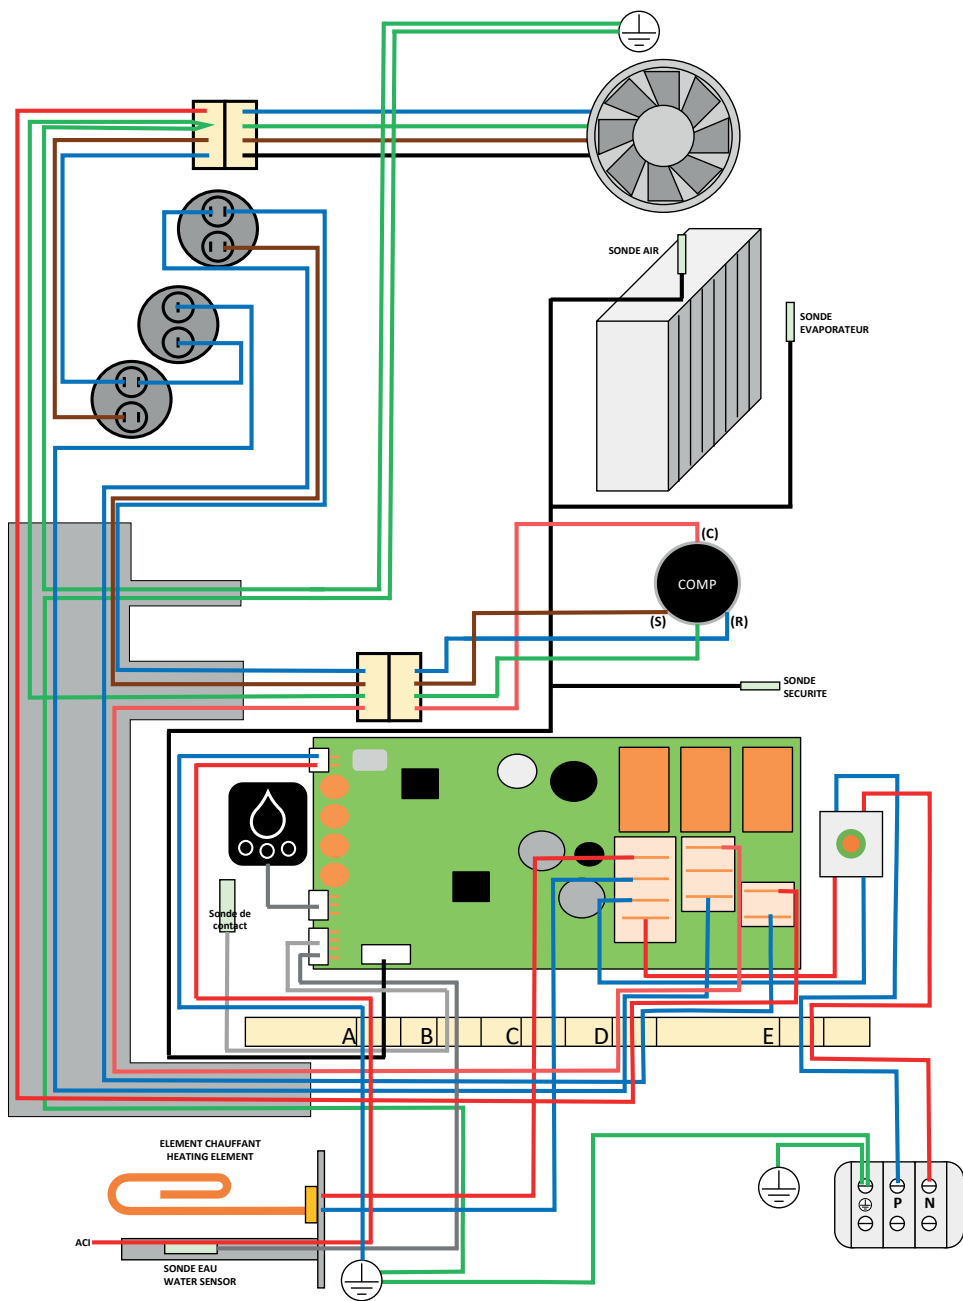 SONDE AIR
SONDE
EVAPORATEUR
(C)
COMP
(S)
(R)
SONDE
SECURITE
Sonde de
contact
A B C D E
ELEMENT CHAUFFANT
HEATING ELEMENT
P N
ACI
SONDE EAU
WATER SENSOR